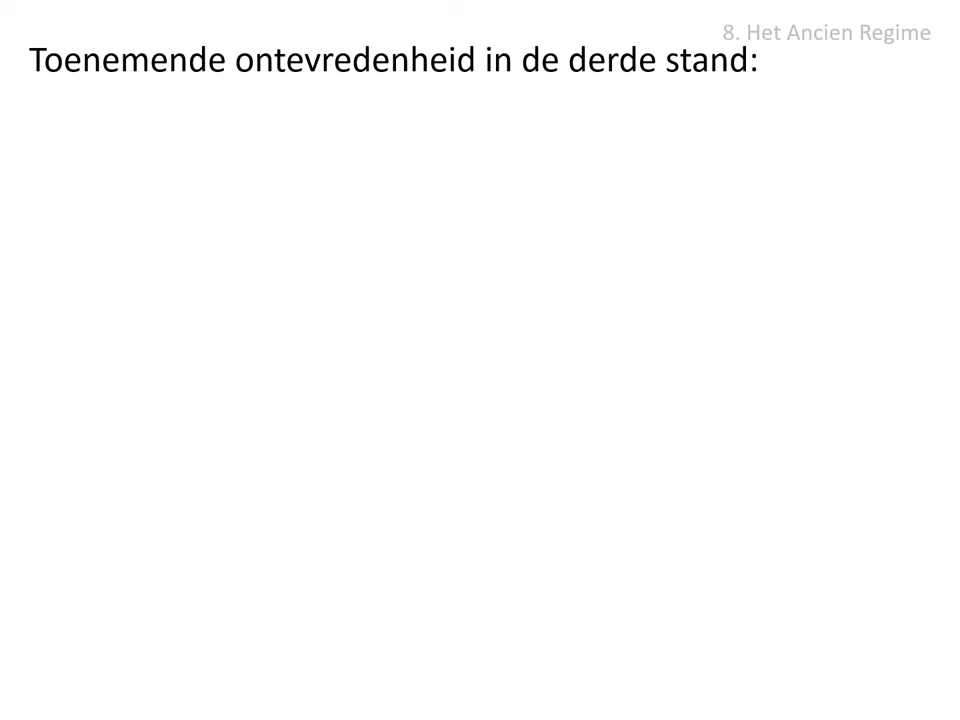 8. Het Ancien Regime
Toenemende ontevredenheid in de derde stand: